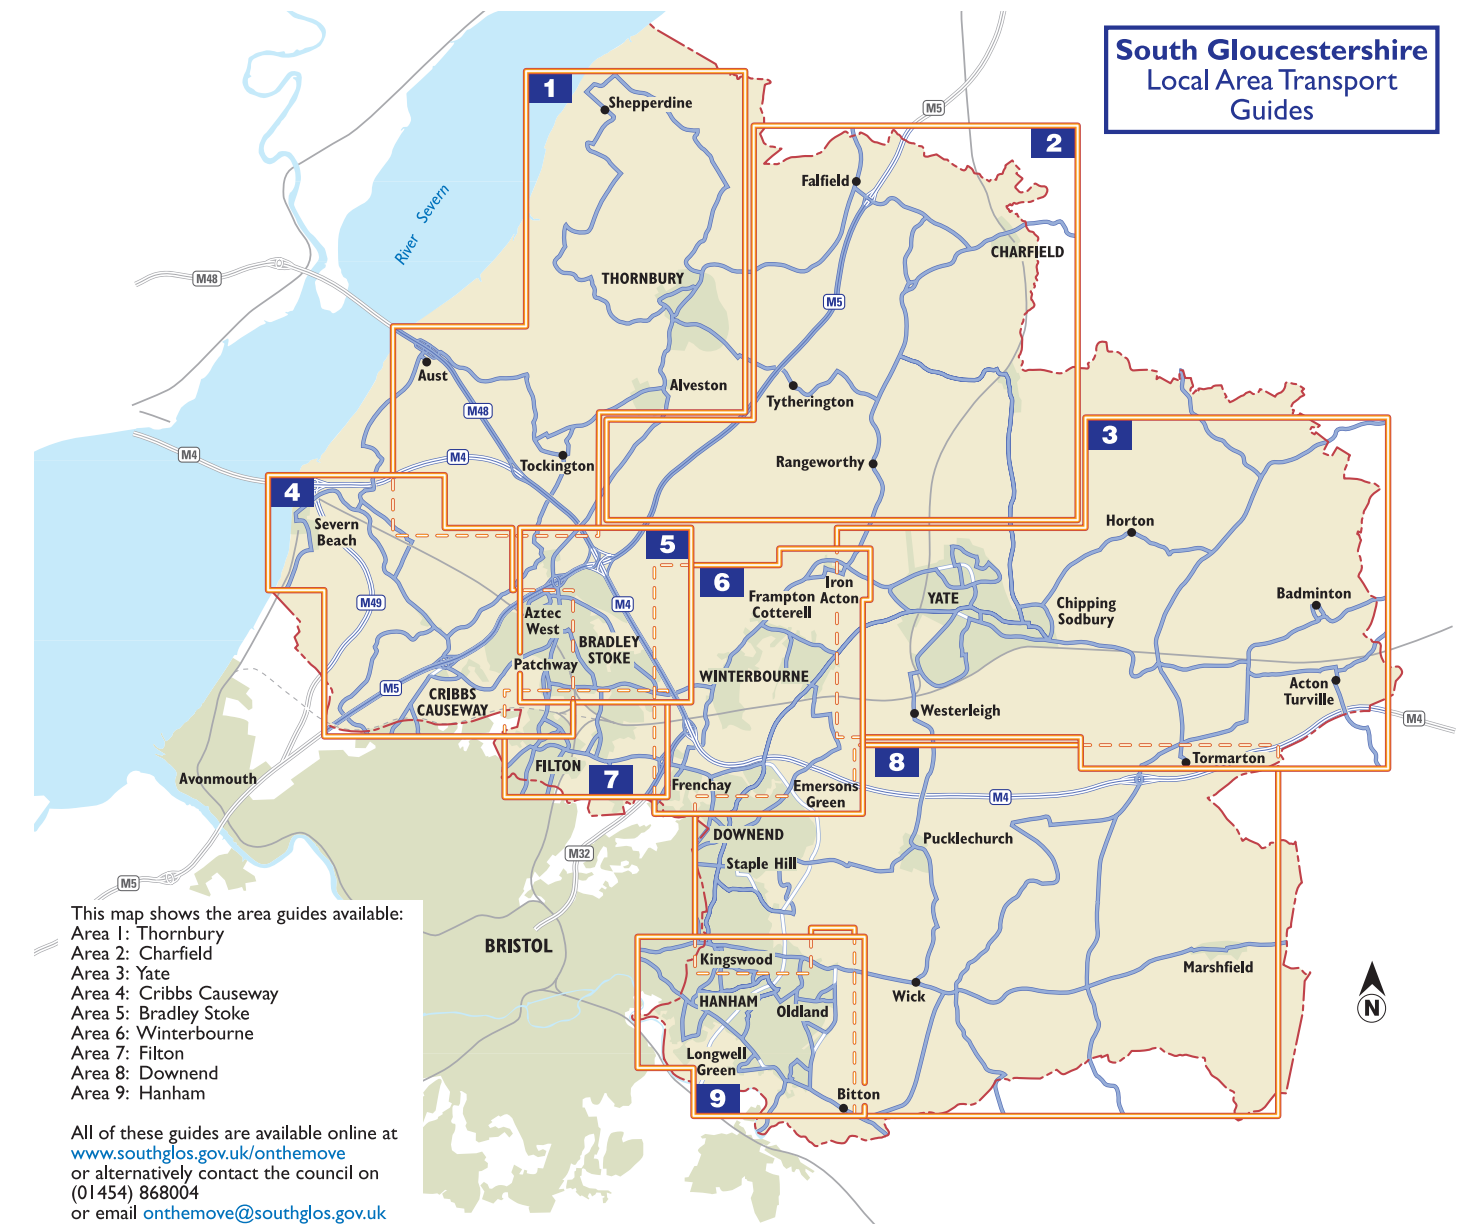 South Gloucestershire
Local Area Transport
Guides
1
Shepperdine
M5
2
Falfield
River Severn
CHARFIELD
M48
THORNBURY
M5
Aust
Alveston
Tytherington
M48
3
M4
M4
Tockington
Rangeworthy
4
Severn
Beach
Horton
5
6
Iron
Acton
Frampton
Cotterell
YATE
Chipping
Sodbury
Badminton
M49
Aztec
West
M4
BRADLEY
STOKE
Patchway
WINTERBOURNE
M5
CRIBBS
CAUSEWAY
Acton
Turville
Westerleigh
M4
8
Tormarton
FILTON
7
Avonmouth
Frenchay
Emersons
Green
M4
DOWNEND
Pucklechurch
M32
Staple Hill
M5
BRISTOL
Kingswood
Marshfield
HANHAM
Oldland
Wick
N
Longwell
Green
9
Bitton
This map shows the area guides available:
Area 1: Thornbury
Area 2: Charfield
Area 3: Yate
Area 4: Cribbs Causeway
Area 5: Bradley Stoke
Area 6: Winterbourne
Area 7: Filton
Area 8: Downend
Area 9: Hanham
All of these guides are available online at
www.southglos.gov.uk/onthemove
or alternatively contact the council on
(01454) 868004
or email onthemove@southglos.gov.uk